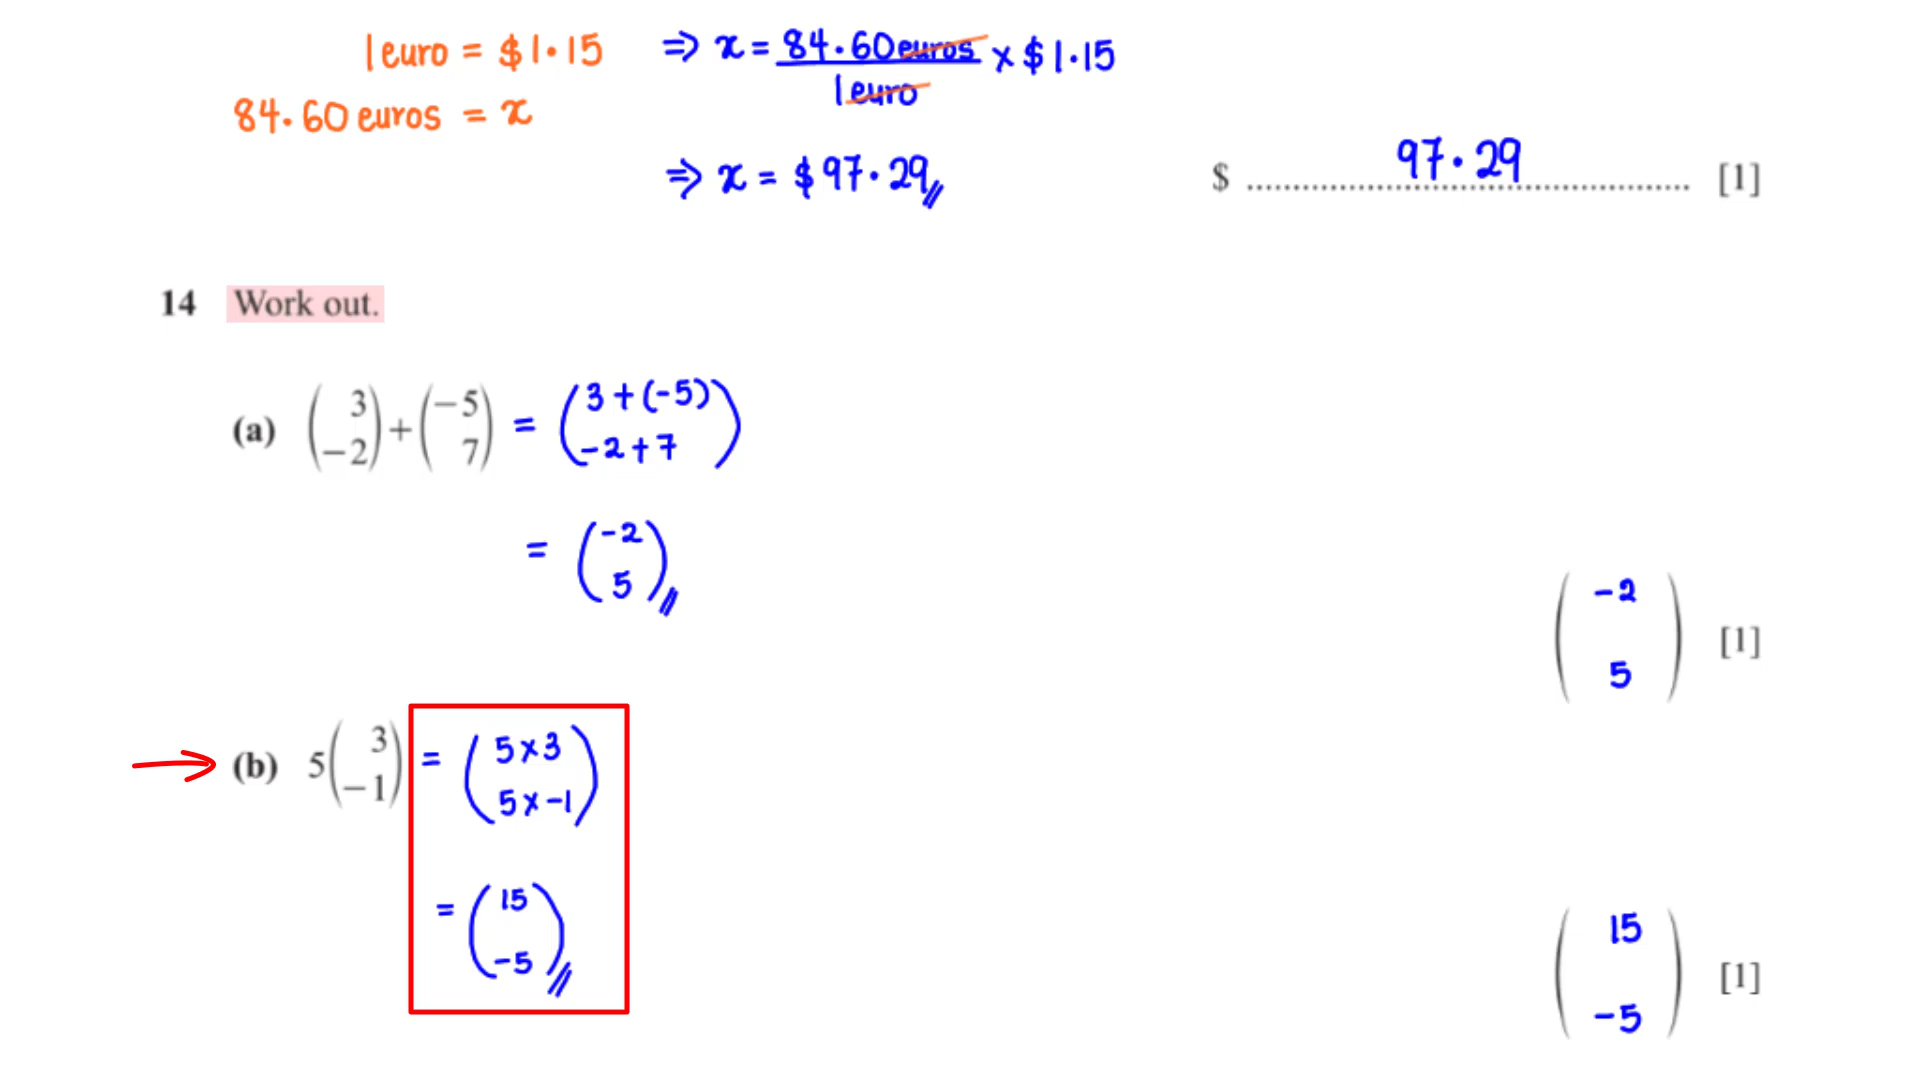 1 euro = $1.15 ⇒ x = 84.60 euros / 1 euro × $1.15
84.60 euros = x
⇒ x = $97.29
$ ........ 97.29 ........ [1]
14 Work out.
(a) (3 −2) + (−5 7) = (3+(-5) -2+7)
= (-2 5)
(-2 5) [1]
(b) 5(3 −1) = (5×3 5×-1)
= (15 -5)
(15 -5) [1]